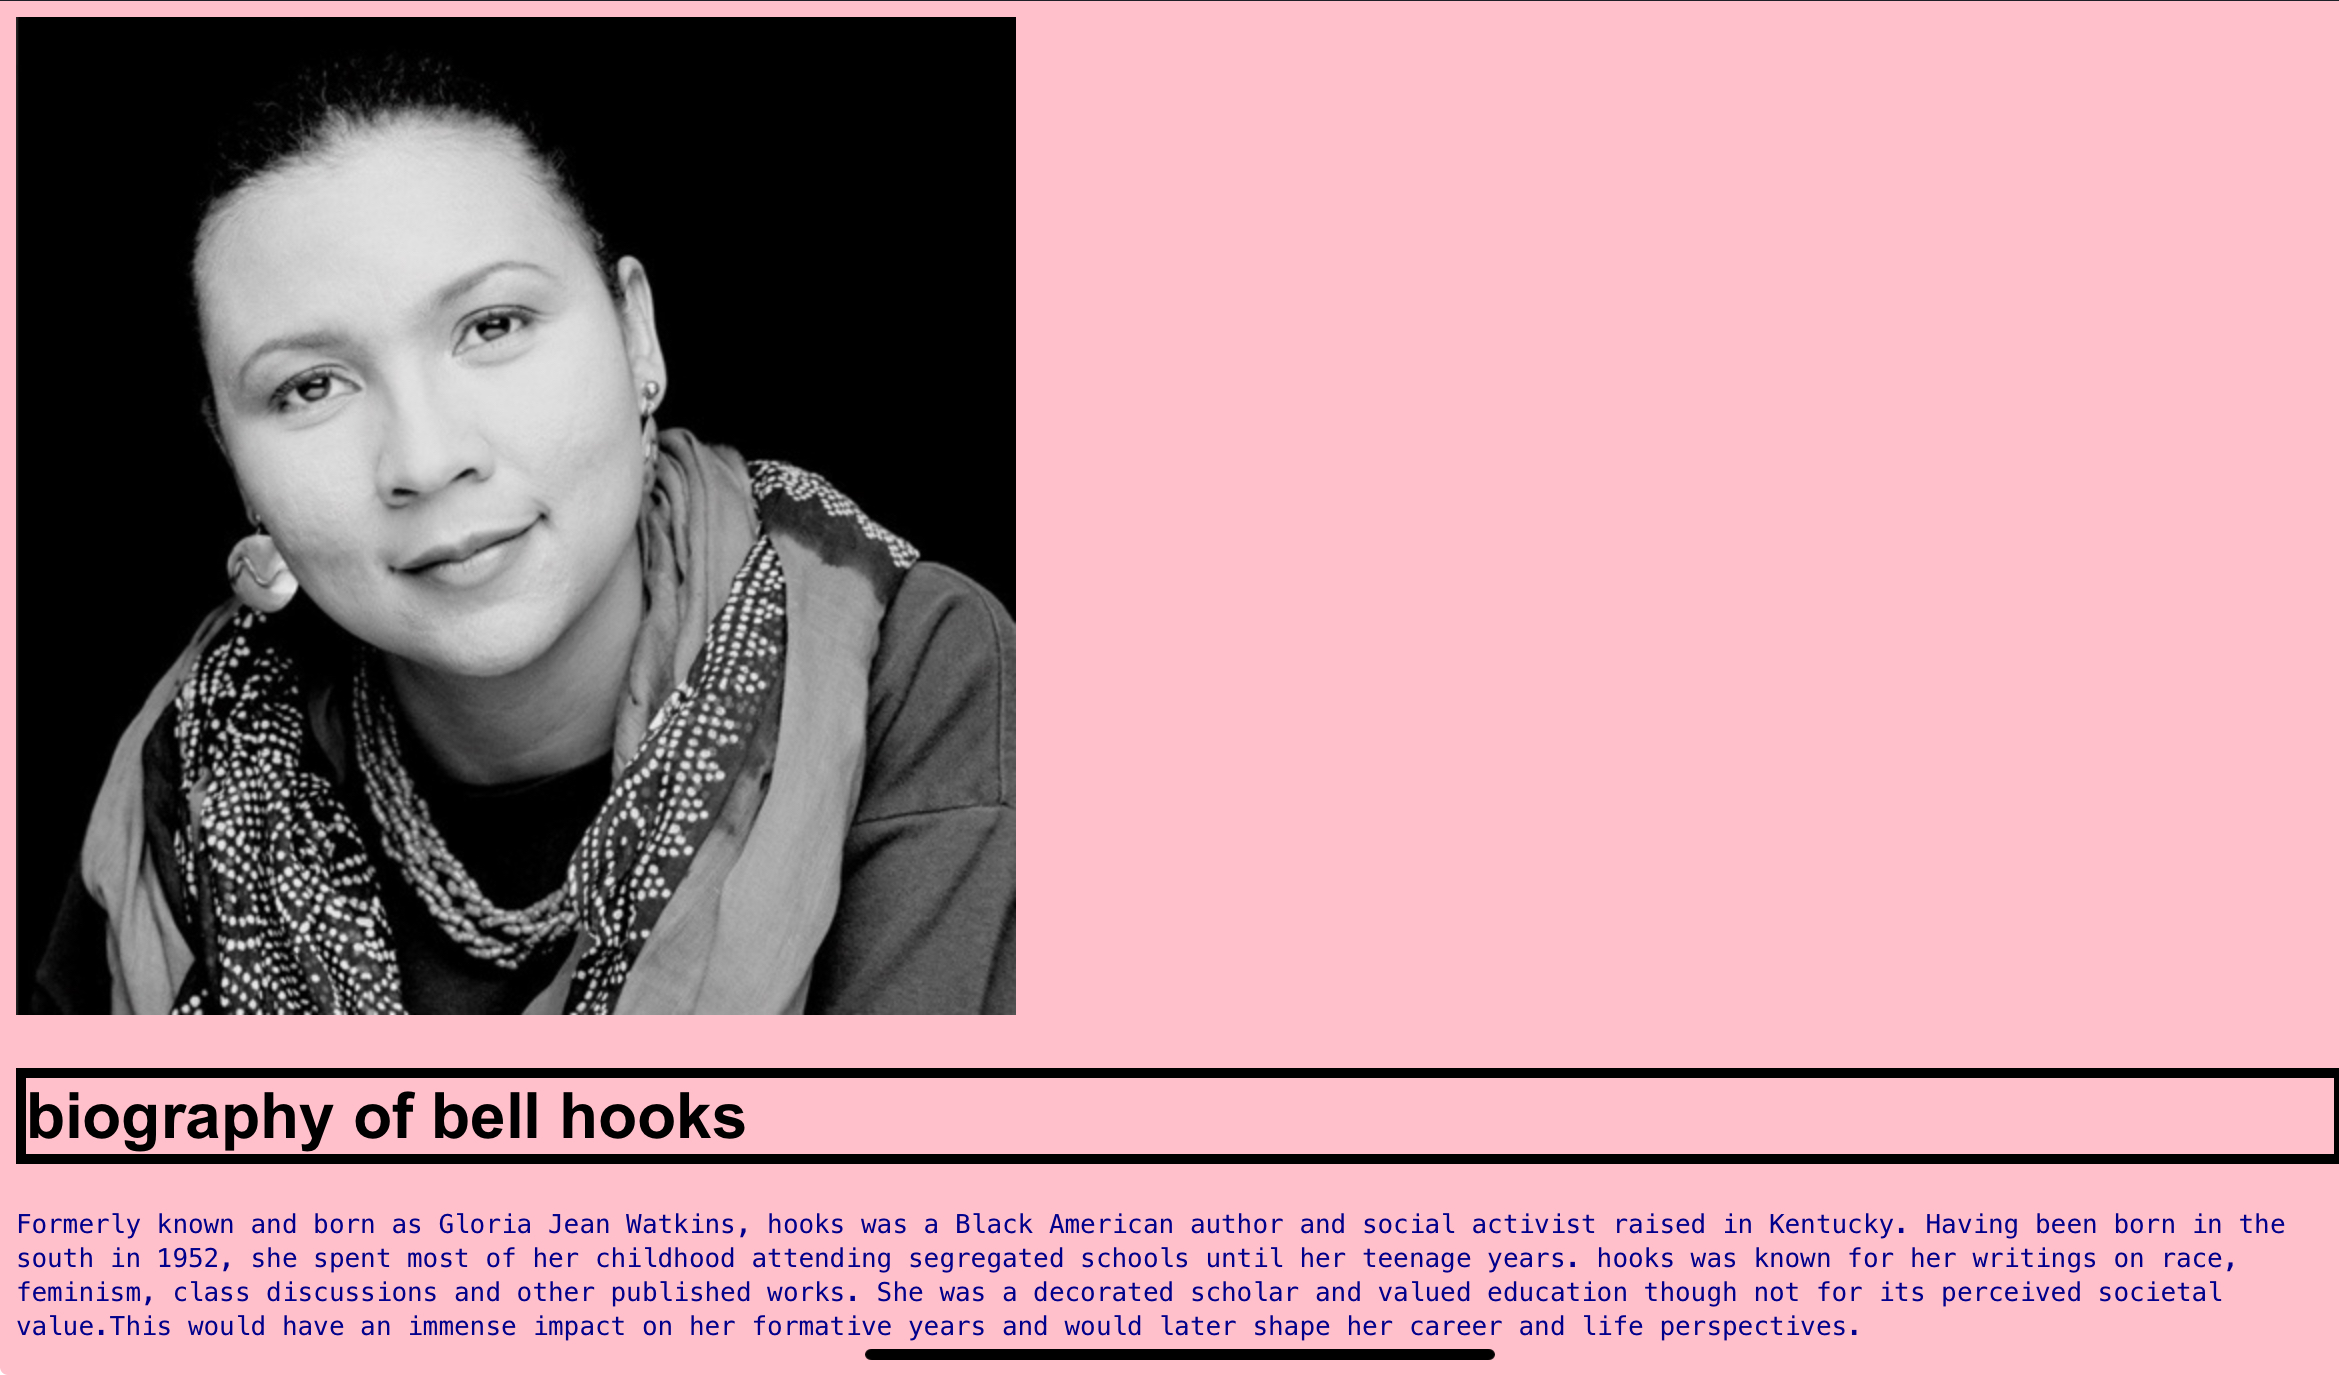 biography of bell hooks
Formerly known and born as Gloria Jean Watkins, hooks was a Black American author and social activist raised in Kentucky. Having been born in the
south in 1952, she spent most of her childhood attending segregated schools until her teenage years. hooks was known for her writings on race,
feminism, class discussions and other published works. She was a decorated scholar and valued education though not for its perceived societal
value.This would have an immense impact on her formative years and would later shape her career and life perspectives.